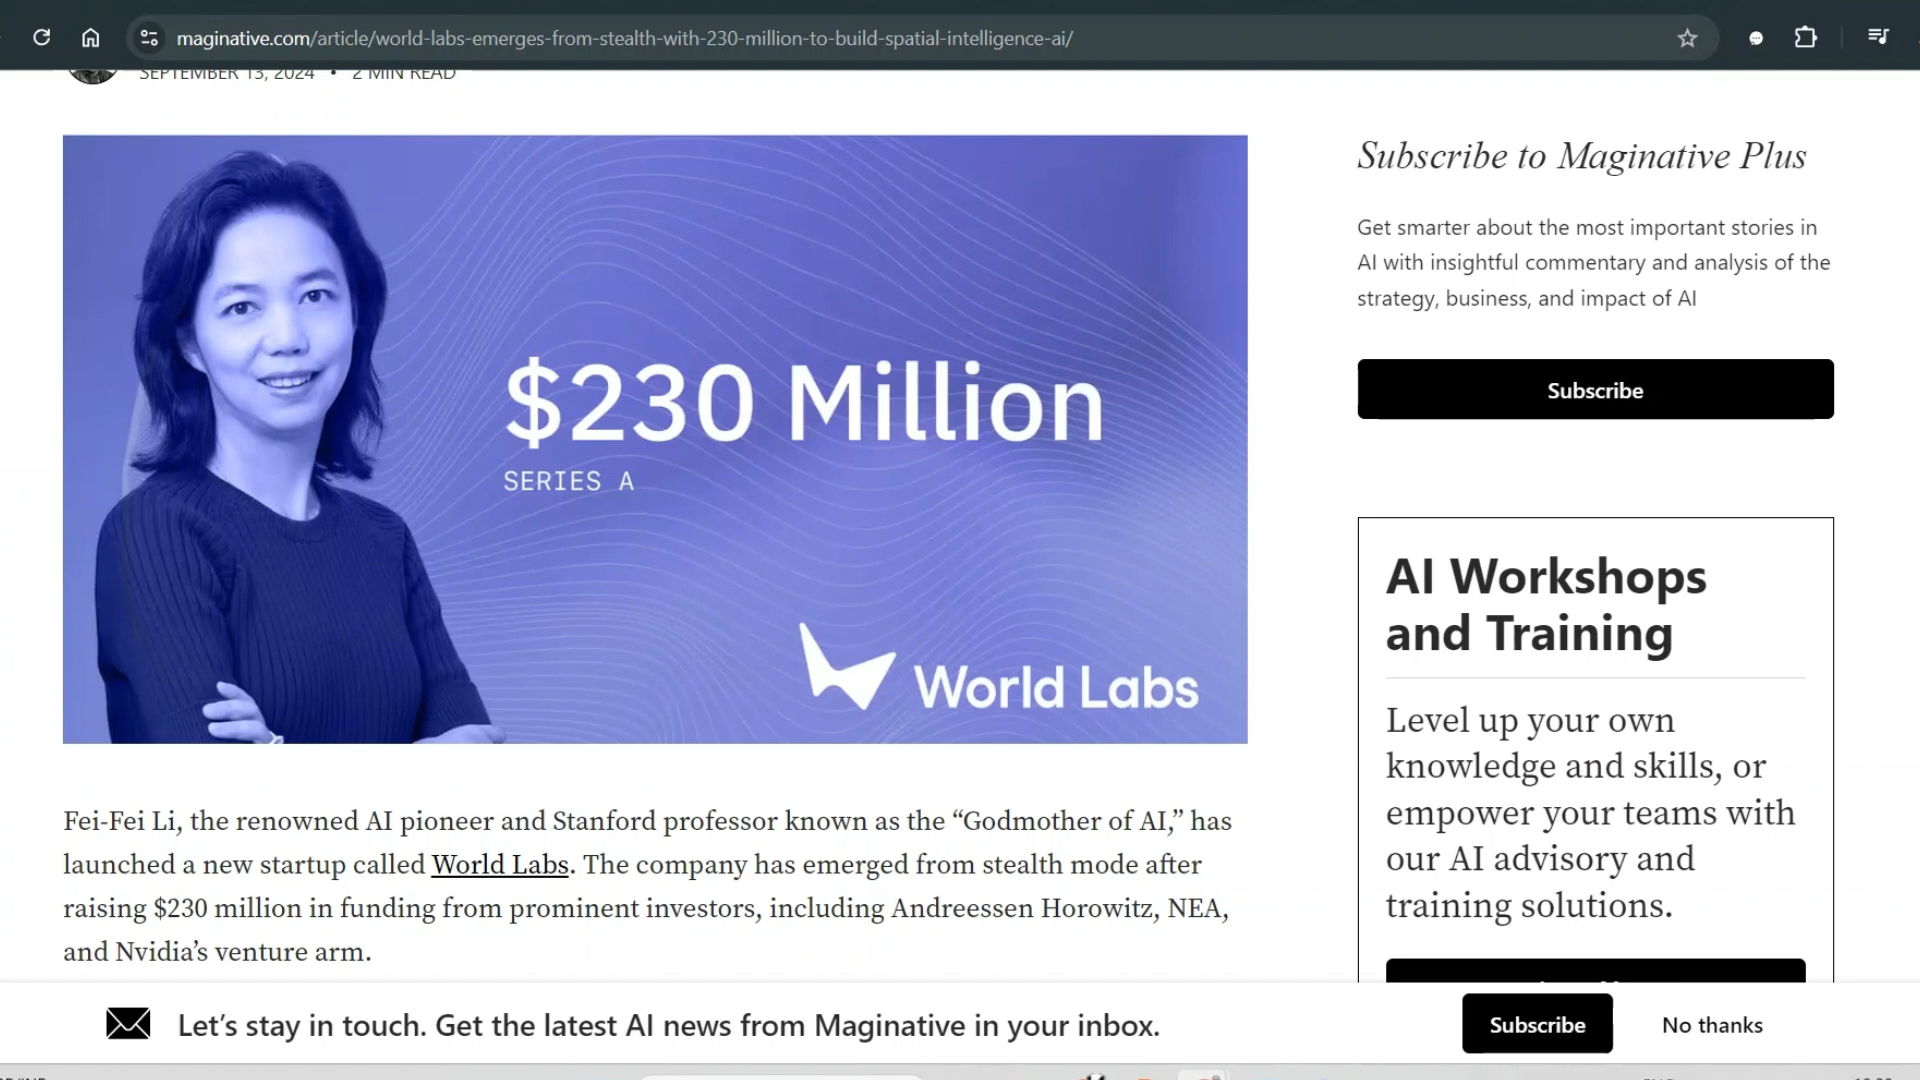 maginative.com/article/world-labs-emerges-from-stealth-with-230-million-to-build-spatial-intelligence-ai/
SEPTEMBER 13, 2024 • 2 MIN READ
$230 Million
SERIES A
World Labs
Fei-Fei Li, the renowned AI pioneer and Stanford professor known as the “Godmother of AI,” has
launched a new startup called World Labs. The company has emerged from stealth mode after
raising $230 million in funding from prominent investors, including Andreessen Horowitz, NEA,
and Nvidia’s venture arm.
Subscribe to Maginative Plus
Get smarter about the most important stories in
AI with insightful commentary and analysis of the
strategy, business, and impact of AI
Subscribe
AI Workshops
and Training
Level up your own
knowledge and skills, or
empower your teams with
our AI advisory and
training solutions.
Let’s stay in touch. Get the latest AI news from Maginative in your inbox.
Subscribe
No thanks